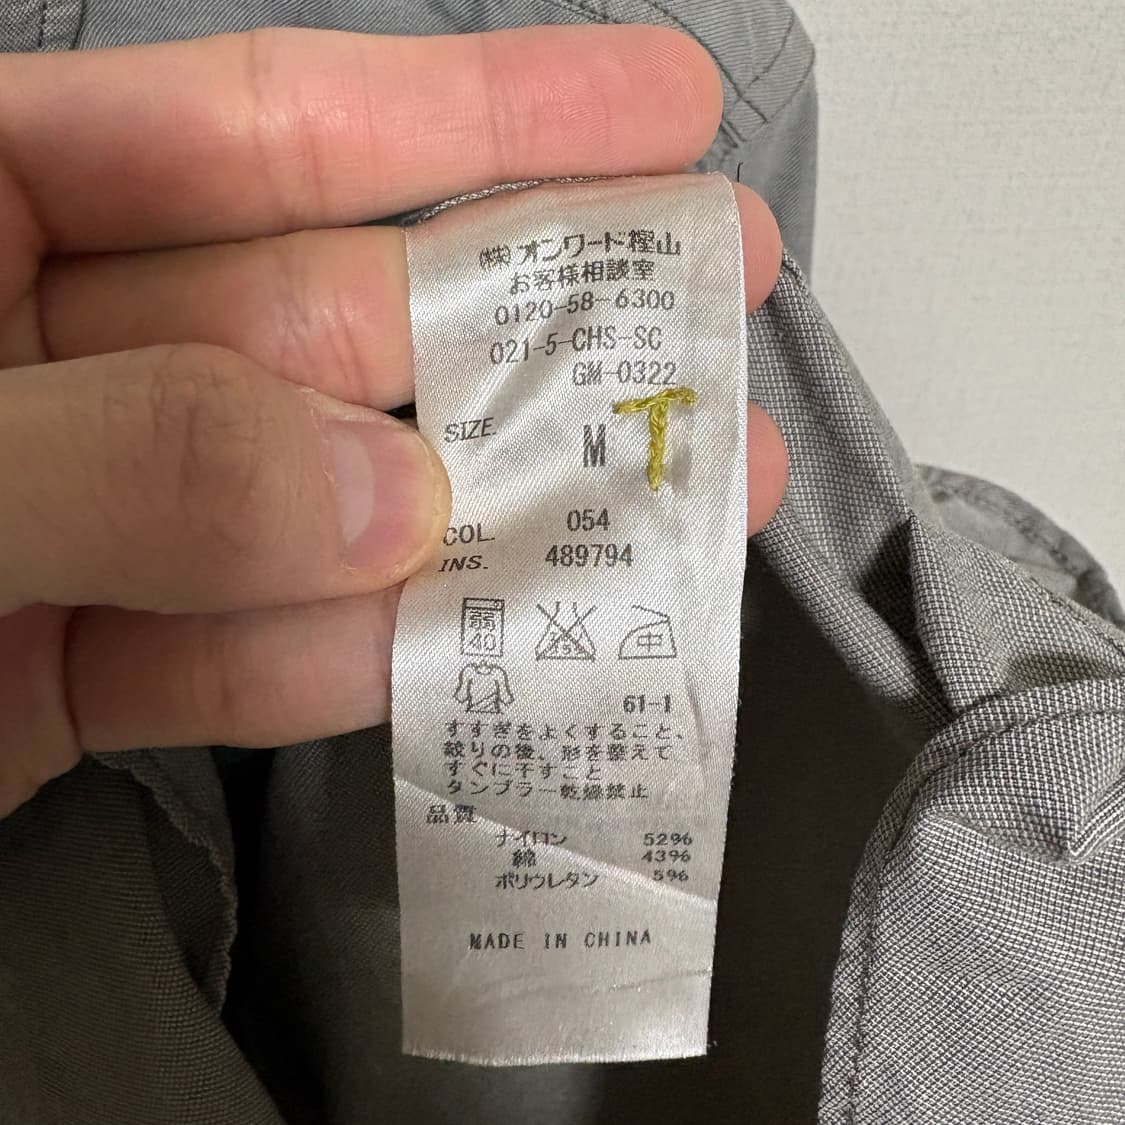 ㈱オンワード樫山
お客様相談室
0120-58-6300
021-5-CHS-SC
GM-0322
SIZE M T
COL. 054
INS. 489794
弱 40 中
61-1
すすぎをよくすること、
絞りの後、形を整えて
すぐに干すこと
タンブラー乾燥禁止
品質
ナイロン 52%
綿 43%
ポリウレタン 5%
MADE IN CHINA